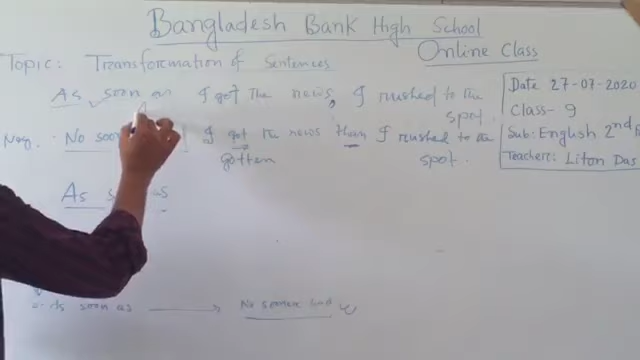 Bangladesh Bank High School
Online Class
Topic: Transformation of Sentences
As soon as I got the news, I rushed to the spot.
Neg. No soon I got the news than I rushed to the spot.
gotten
As s as
2. As soon as → No sooner had
Date 27-07-2020
Class- 9
Sub: English 2nd P
Teacher: Liton Das